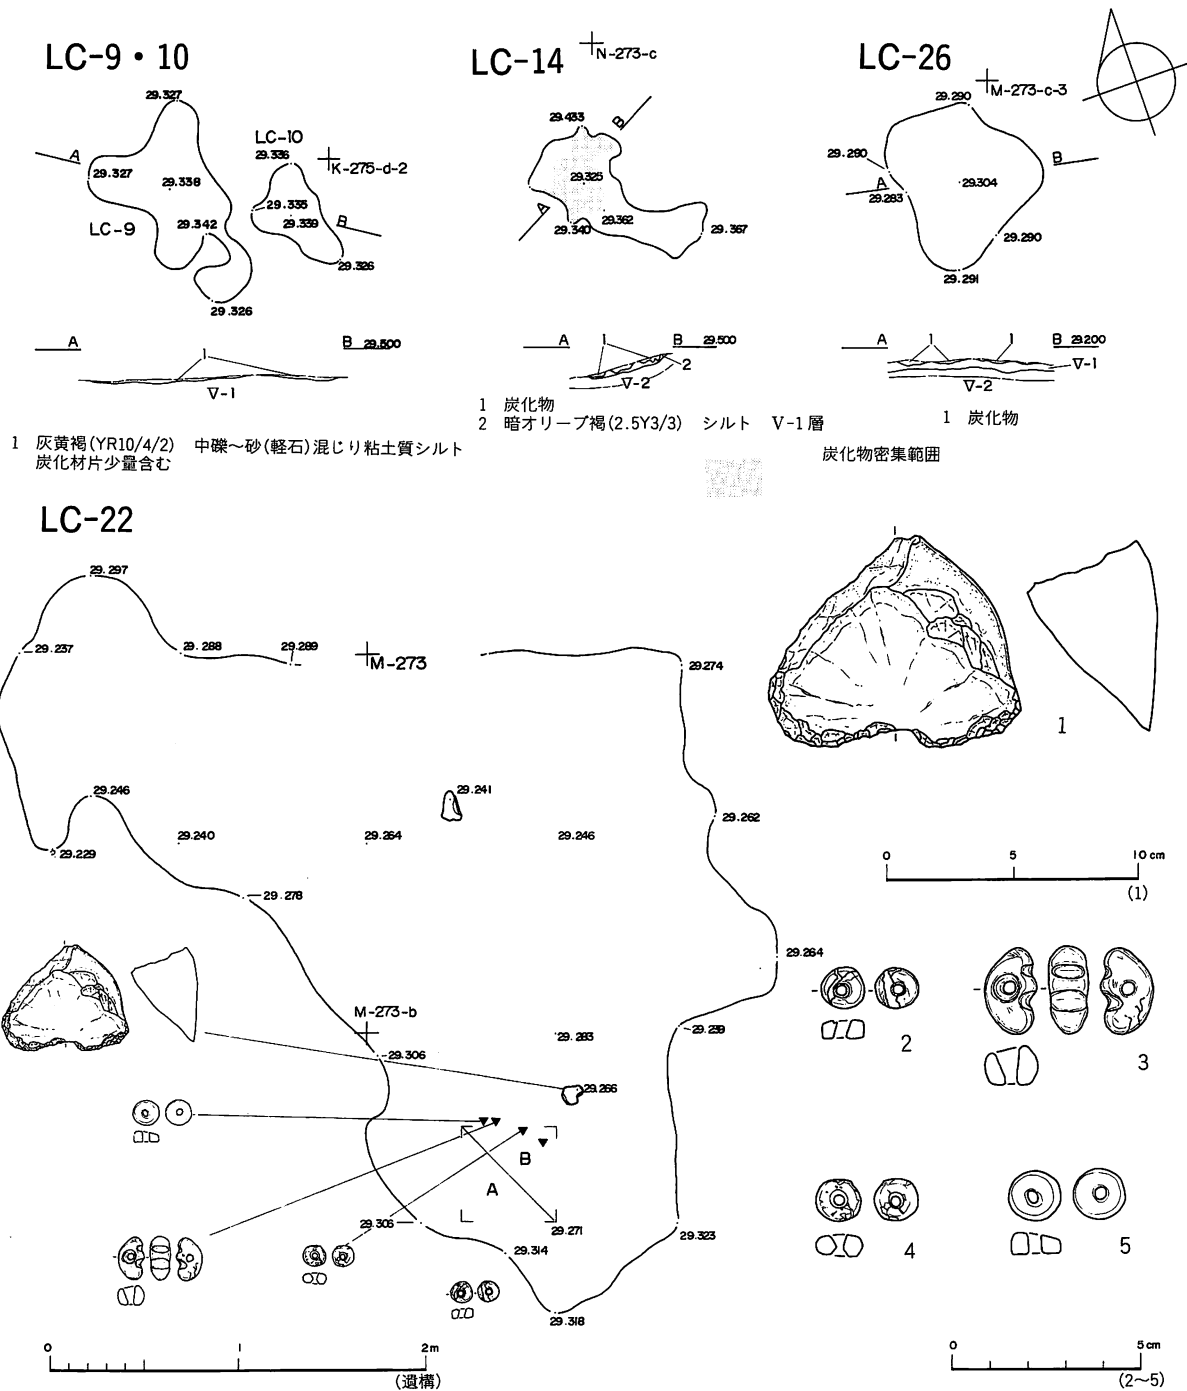 LC-9・10
LC-14
N-273-c
LC-26
M-273-c-3
29.327
A
29.327
29.338
LC-9
29.342
29.326
LC-10
29.336
K-275-d-2
29.335
29.339
B
29.326
29.433
B
29.325
A
29.340
29.362
29.367
29.290
29.280
A
29.283
29.304
B
29.290
29.291
A
1
B 29.500
V-1
A
1
B 29.500
2
V-2
A
1
1
B 29.200
V-1
V-2
1 灰黄褐(YR10/4/2) 中礫〜砂(軽石)混じり粘土質シルト
炭化材片少量含む
1 炭化物
2 暗オリーブ褐(2.5Y3/3) シルト V-1層
1 炭化物
炭化物密集範囲
LC-22
29.297
29.237
29.288
29.289
M-273
29.274
29.246
29.241
29.262
29.229
29.240
29.264
29.246
29.278
29.264
M-273-b
29.306
29.283
29.239
29.266
B
A
29.306
29.271
29.314
29.323
29.318
0 1 2m
(遺構)
1
0 5 10cm
(1)
2
3
4
5
0 5cm
(2〜5)